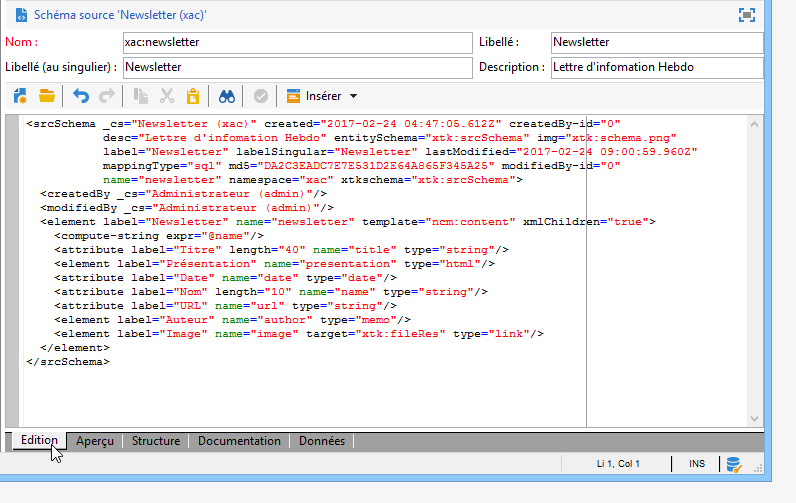 Schéma source 'Newsletter (xac)'
Nom : xac:newsletter Libellé : Newsletter
Libellé (au singulier) : Newsletter Description : Lettre d'infomation Hebdo
Insérer
<srcSchema _cs="Newsletter (xac)" created="2017-02-24 04:47:05.612Z" createdBy-id="0"
desc="Lettre d'infomation Hebdo" entitySchema="xtk:srcSchema" img="xtk:schema.png"
label="Newsletter" labelSingular="Newsletter" lastModified="2017-02-24 09:00:59.960Z"
mappingType="sql" md5="DA2C3EADC7E7E531D2E64A865F345A25" modifiedBy-id="0"
name="newsletter" namespace="xac" xtkschema="xtk:srcSchema">
<createdBy _cs="Administrateur (admin)"/>
<modifiedBy _cs="Administrateur (admin)"/>
<element label="Newsletter" name="newsletter" template="ncm:content" xmlChildren="true">
<compute-string expr="@name"/>
<attribute label="Titre" length="40" name="title" type="string"/>
<element label="Présentation" name="presentation" type="html"/>
<attribute label="Date" name="date" type="date"/>
<attribute label="Nom" length="10" name="name" type="string"/>
<attribute label="URL" name="url" type="string"/>
<element label="Auteur" name="author" type="memo"/>
<element label="Image" name="image" target="xtk:fileRes" type="link"/>
</element>
</srcSchema>
Edition Aperçu Structure Documentation Données
Li 1, Col 1 INS